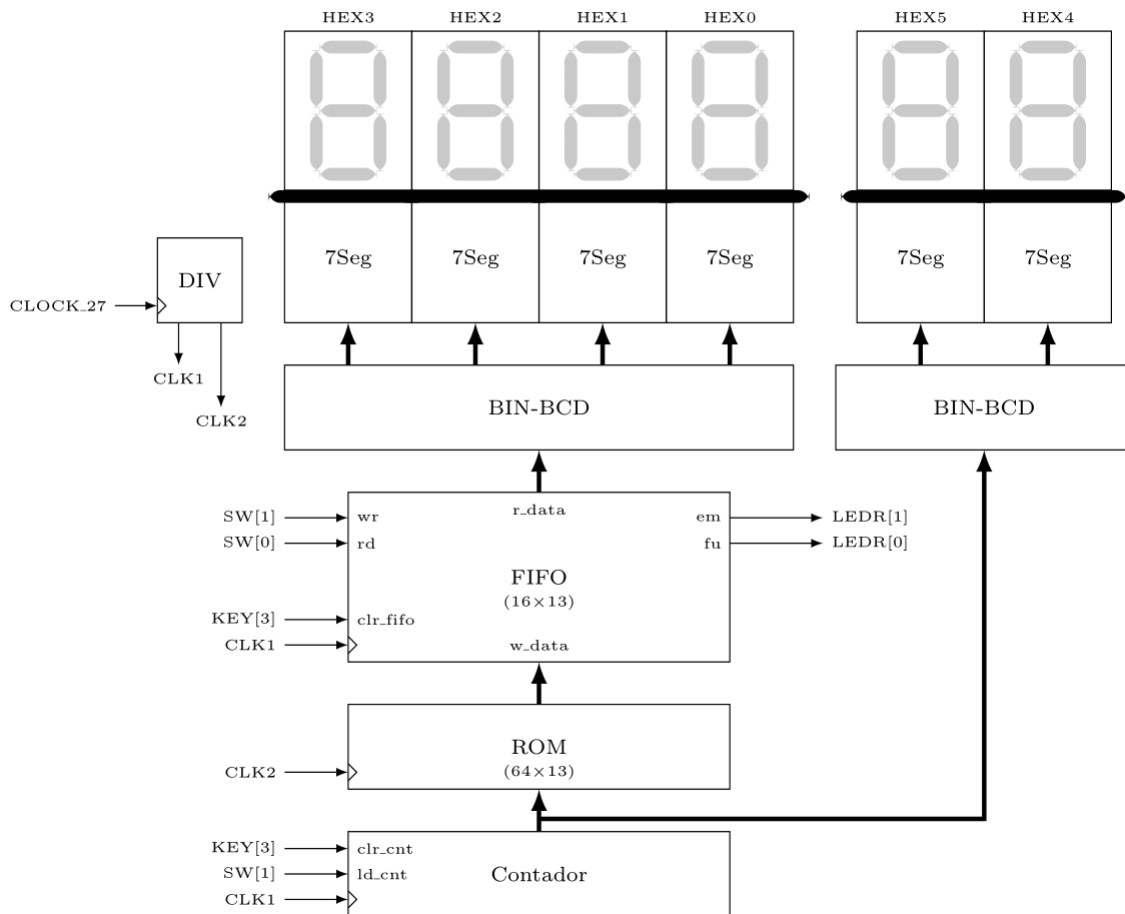 HEX3 HEX2 HEX1 HEX0 HEX5 HEX4
7Seg 7Seg 7Seg 7Seg 7Seg 7Seg
DIV
CLOCK_27
CLK1
CLK2
BIN-BCD BIN-BCD
r_data
SW[1] wr em LEDR[1]
SW[0] rd fu LEDR[0]
FIFO
(16×13)
KEY[3] clr_fifo
CLK1 w_data
ROM
CLK2 (64×13)
KEY[3] clr_cnt
SW[1] ld_cnt Contador
CLK1